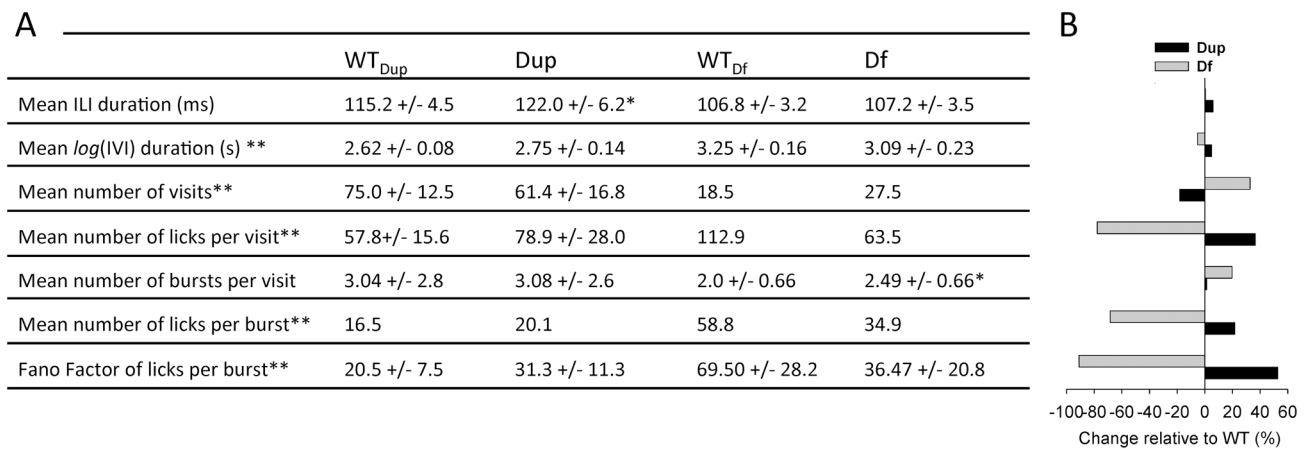 A
WT_Dup Dup WT_Df Df
Mean ILI duration (ms) 115.2 +/- 4.5 122.0 +/- 6.2* 106.8 +/- 3.2 107.2 +/- 3.5
Mean log(IVI) duration (s) ** 2.62 +/- 0.08 2.75 +/- 0.14 3.25 +/- 0.16 3.09 +/- 0.23
Mean number of visits** 75.0 +/- 12.5 61.4 +/- 16.8 18.5 27.5
Mean number of licks per visit** 57.8+/- 15.6 78.9 +/- 28.0 112.9 63.5
Mean number of bursts per visit 3.04 +/- 2.8 3.08 +/- 2.6 2.0 +/- 0.66 2.49 +/- 0.66*
Mean number of licks per burst** 16.5 20.1 58.8 34.9
Fano Factor of licks per burst** 20.5 +/- 7.5 31.3 +/- 11.3 69.50 +/- 28.2 36.47 +/- 20.8
B
Dup
Df
-100 -80 -60 -40 -20 0 20 40 60
Change relative to WT (%)